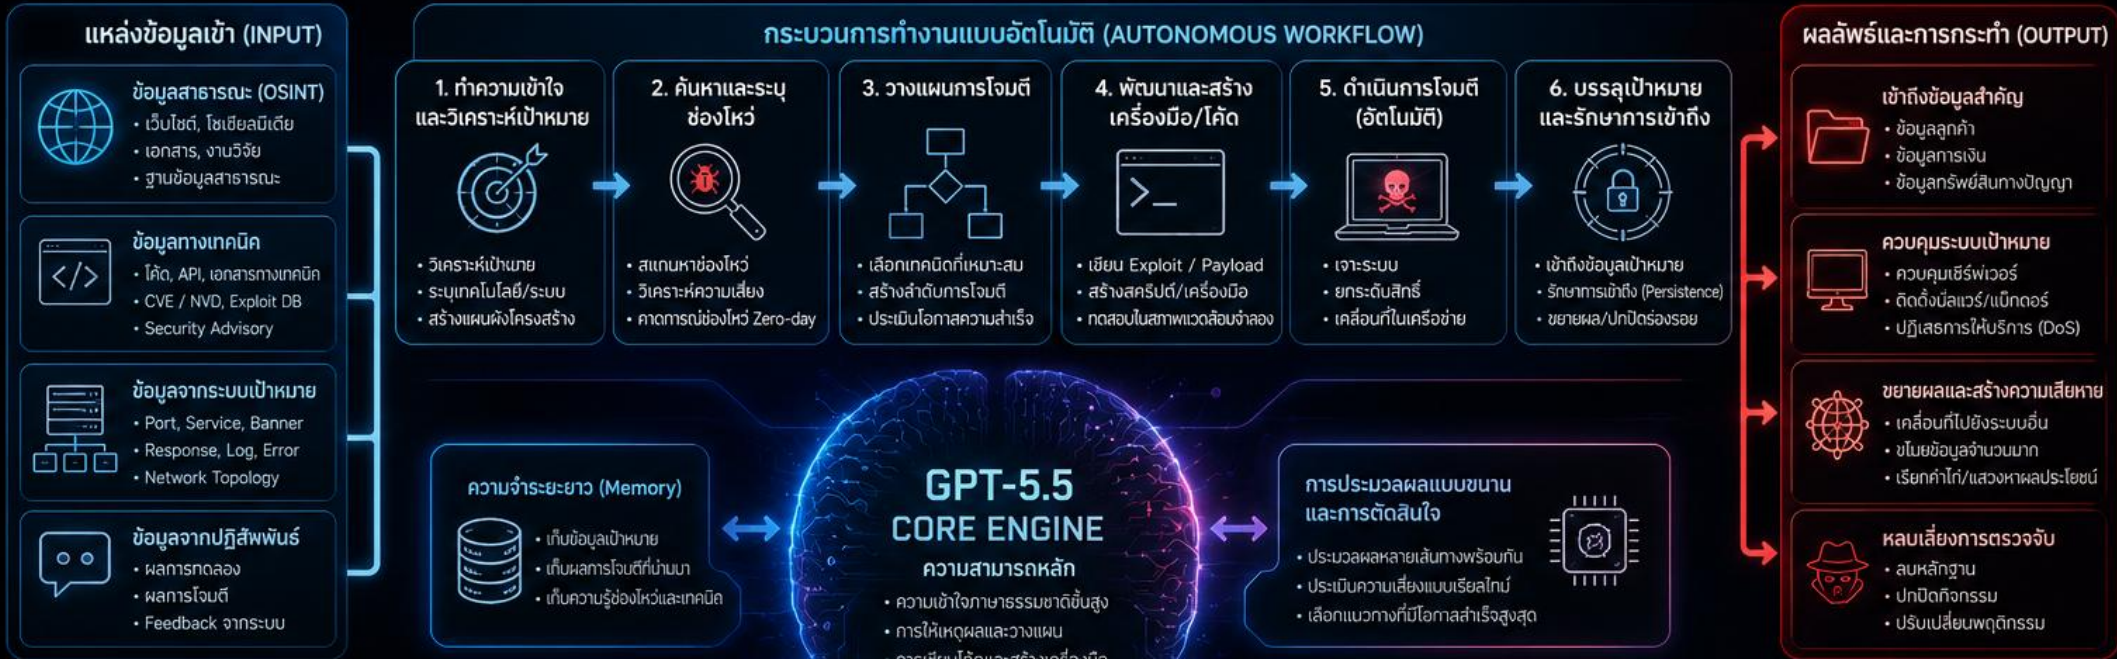 แหล่งข้อมูลเข้า (INPUT)
ข้อมูลสาธารณะ (OSINT)
• เว็บไซต์, โซเชียลมีเดีย
• เอกสาร, งานวิจัย
• ฐานข้อมูลสาธารณะ
ข้อมูลทางเทคนิค
• โค้ด, API, เอกสารทางเทคนิค
• CVE / NVD, Exploit DB
• Security Advisory
ข้อมูลจากระบบเป้าหมาย
• Port, Service, Banner
• Response, Log, Error
• Network Topology
ข้อมูลจากปฏิสัมพันธ์
• ผลการทดลอง
• ผลการโจมตี
• Feedback จากระบบ
กระบวนการทำงานแบบอัตโนมัติ (AUTONOMOUS WORKFLOW)
1. ทำความเข้าใจ
และวิเคราะห์เป้าหมาย
• วิเคราะห์เป้าหมาย
• ระบุเทคโนโลยี/ระบบ
• สร้างแผนผังโครงสร้าง
2. ค้นหาและระบุ
ช่องโหว่
• สแกนหาช่องโหว่
• วิเคราะห์ความเสี่ยง
• คาดการณ์ช่องโหว่ Zero-day
3. วางแผนการโจมตี
• เลือกเทคนิคที่เหมาะสม
• สร้างลำดับการโจมตี
• ประเมินโอกาสความสำเร็จ
4. พัฒนาและสร้าง
เครื่องมือ/โค้ด
>_
• เขียน Exploit / Payload
• สร้างสคริปต์/เครื่องมือ
• ทดสอบในสภาพแวดล้อมจำลอง
5. ดำเนินการโจมตี
(อัตโนมัติ)
• เจาะระบบ
• ยกระดับสิทธิ์
• เคลื่อนที่ในเครือข่าย
6. บรรลุเป้าหมาย
และรักษาการเข้าถึง
• เข้าถึงข้อมูลเป้าหมาย
• รักษาการเข้าถึง (Persistence)
• ขยายผล/ปกปิดร่องรอย
ความจำระยะยาว (Memory)
• เก็บข้อมูลเป้าหมาย
• เก็บผลการโจมตีที่ผ่านมา
• เก็บความรู้ช่องโหว่และเทคนิค
GPT-5.5
CORE ENGINE
ความสามารถหลัก
• ความเข้าใจภาษาธรรมชาติขั้นสูง
• การให้เหตุผลและวางแผน
การประมวลผลแบบขนาน
และการตัดสินใจ
• ประมวลผลหลายเส้นทางพร้อมกัน
• ประเมินความเสี่ยงแบบเรียลไทม์
• เลือกแนวทางที่มีโอกาสสำเร็จสูงสุด
ผลลัพธ์และการกระทำ (OUTPUT)
เข้าถึงข้อมูลสำคัญ
• ข้อมูลลูกค้า
• ข้อมูลการเงิน
• ข้อมูลทรัพย์สินทางปัญญา
ควบคุมระบบเป้าหมาย
• ควบคุมเซิร์ฟเวอร์
• ติดตั้งมัลแวร์/แบ็กดอร์
• ปฏิเสธการให้บริการ (DoS)
ขยายผลและสร้างความเสียหาย
• เคลื่อนที่ไปยังระบบอื่น
• ขโมยข้อมูลจำนวนมาก
• เรียกค่าไถ่/แสวงหาผลประโยชน์
หลบเลี่ยงการตรวจจับ
• ลบหลักฐาน
• ปกปิดกิจกรรม
• ปรับเปลี่ยนพฤติกรรม